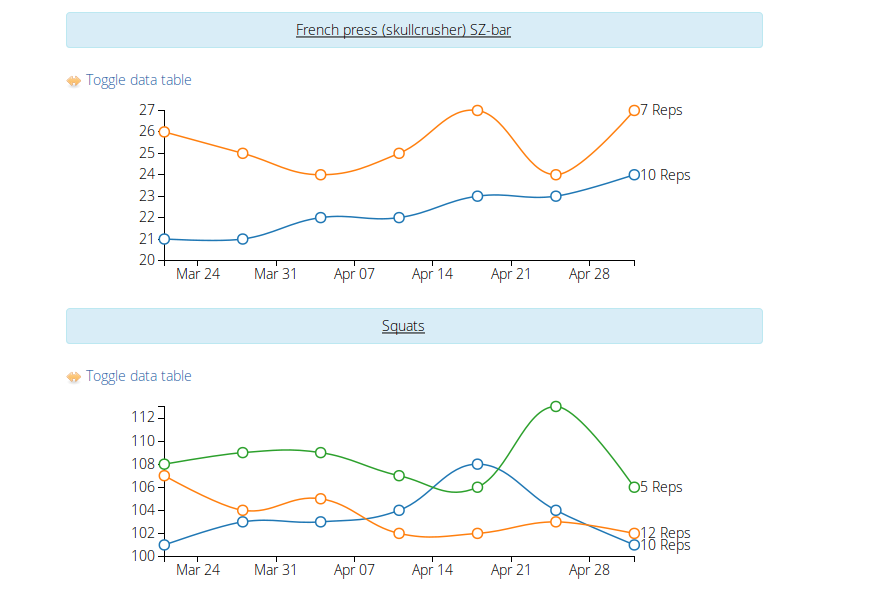 French press (skullcrusher) SZ-bar
Toggle data table
27
26
25
24
23
22
21
20
7 Reps
10 Reps
Mar 24 Mar 31 Apr 07 Apr 14 Apr 21 Apr 28
Squats
Toggle data table
112
110
108
106
104
102
100
5 Reps
12 Reps
10 Reps
Mar 24 Mar 31 Apr 07 Apr 14 Apr 21 Apr 28